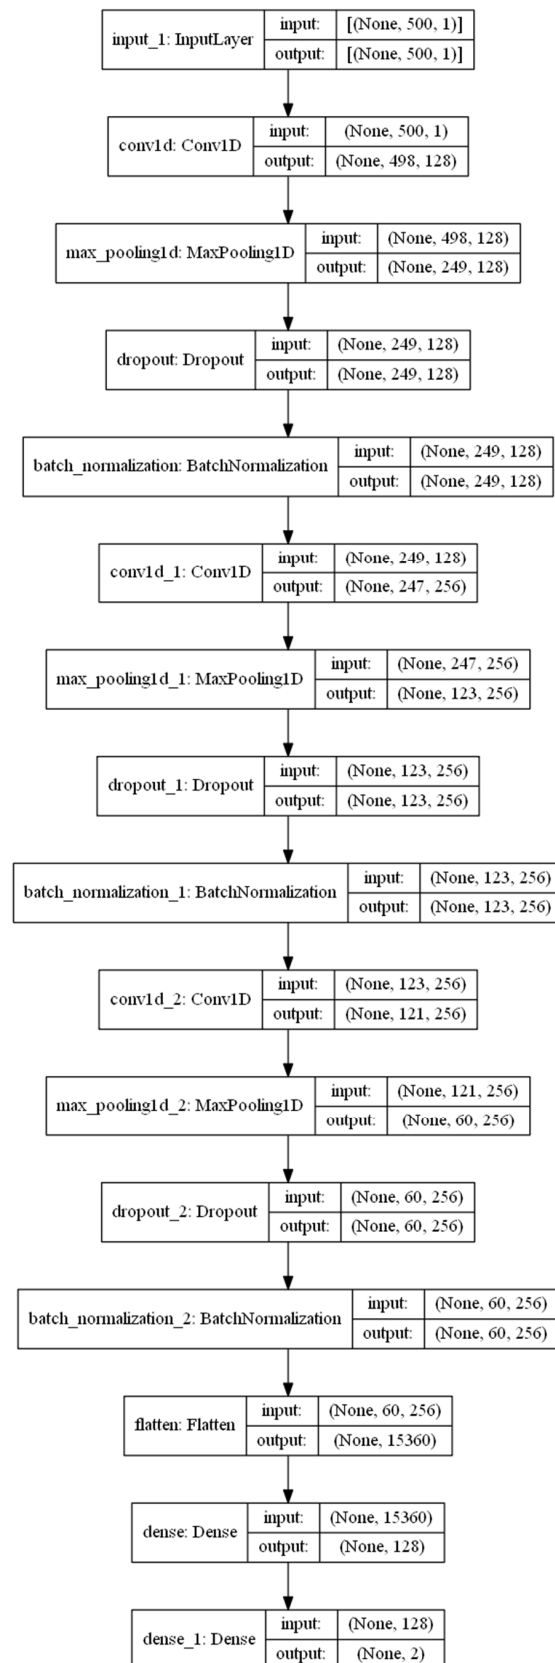 input_1: InputLayer
input: [(None, 500, 1)]
output: [(None, 500, 1)]
conv1d: Conv1D
input: (None, 500, 1)
output: (None, 498, 128)
max_pooling1d: MaxPooling1D
input: (None, 498, 128)
output: (None, 249, 128)
dropout: Dropout
input: (None, 249, 128)
output: (None, 249, 128)
batch_normalization: BatchNormalization
input: (None, 249, 128)
output: (None, 249, 128)
conv1d_1: Conv1D
input: (None, 249, 128)
output: (None, 247, 256)
max_pooling1d_1: MaxPooling1D
input: (None, 247, 256)
output: (None, 123, 256)
dropout_1: Dropout
input: (None, 123, 256)
output: (None, 123, 256)
batch_normalization_1: BatchNormalization
input: (None, 123, 256)
output: (None, 123, 256)
conv1d_2: Conv1D
input: (None, 123, 256)
output: (None, 121, 256)
max_pooling1d_2: MaxPooling1D
input: (None, 121, 256)
output: (None, 60, 256)
dropout_2: Dropout
input: (None, 60, 256)
output: (None, 60, 256)
batch_normalization_2: BatchNormalization
input: (None, 60, 256)
output: (None, 60, 256)
flatten: Flatten
input: (None, 60, 256)
output: (None, 15360)
dense: Dense
input: (None, 15360)
output: (None, 128)
dense_1: Dense
input: (None, 128)
output: (None, 2)